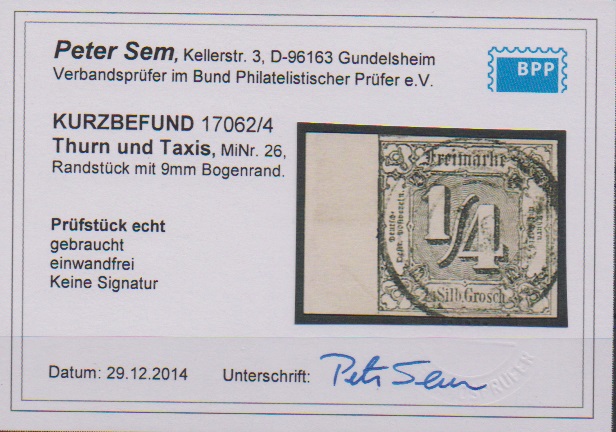 Peter Sem, Kellerstr. 3, D-96163 Gundelsheim
Verbandsprüfer im Bund Philatelistischer Prüfer e.V.
BPP
KURZBEFUND 17062/4
Thurn und Taxis, MiNr. 26,
Randstück mit 9mm Bogenrand.
Freimarke
1/4
Silb. Grosch.
Prüfstück echt
gebraucht
einwandfrei
Keine Signatur
Datum: 29.12.2014 Unterschrift: Peter Sem
PRÜFER